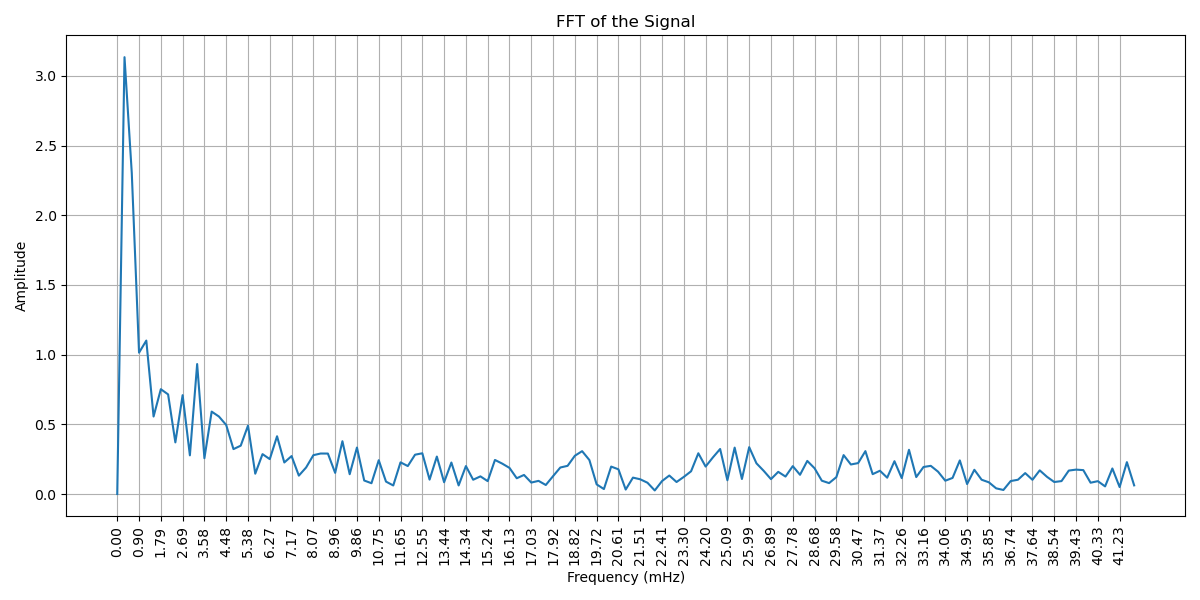 FFT of the Signal
Amplitude
3.0
2.5
2.0
1.5
1.0
0.5
0.0
0.00 0.90 1.79 2.69 3.58 4.48 5.38 6.27 7.17 8.07 8.96 9.86 10.75 11.65 12.55 13.44 14.34 15.24 16.13 17.03 17.92 18.82 19.72 20.61 21.51 22.41 23.30 24.20 25.09 25.99 26.89 27.78 28.68 29.58 30.47 31.37 32.26 33.16 34.06 34.95 35.85 36.74 37.64 38.54 39.43 40.33 41.23
Frequency (mHz)